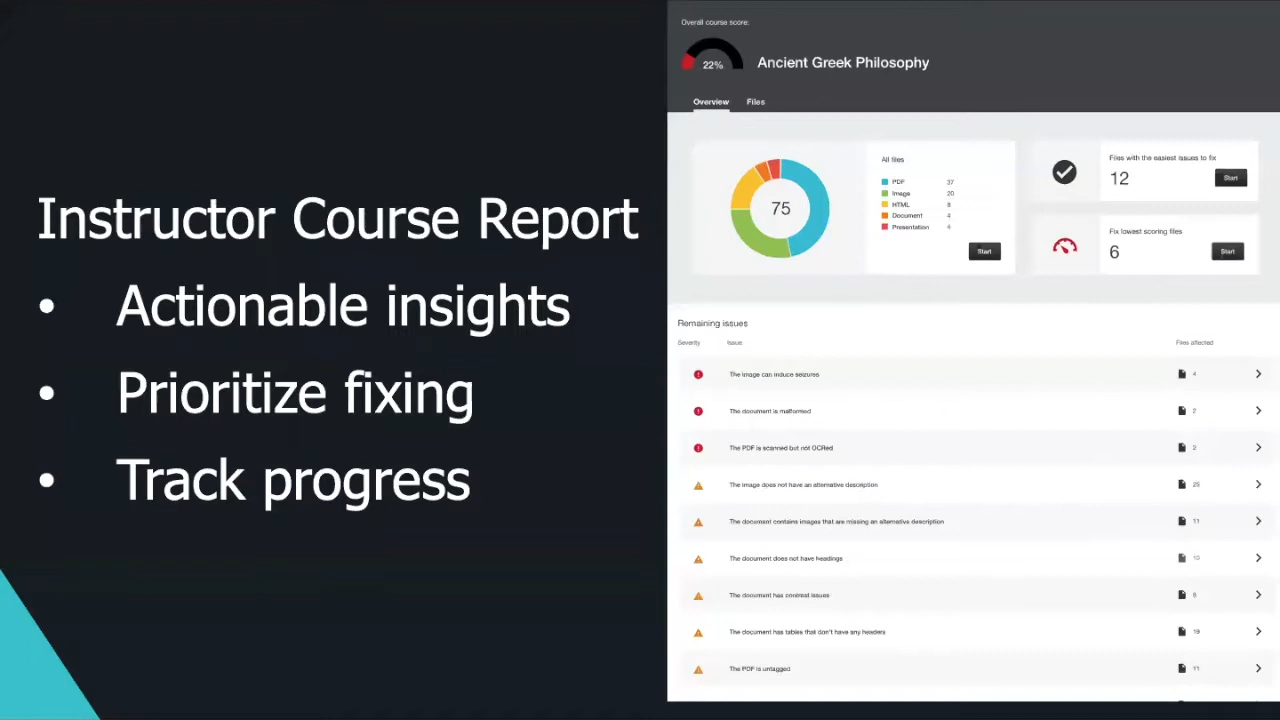 Instructor Course Report
• Actionable insights
• Prioritize fixing
• Track progress
Overall course score:
22%
Ancient Greek Philosophy
Overview Files
75
All files
PDF 37
Image 20
HTML 8
Document 4
Presentation 4
Start
Files with the easiest issues to fix
12
Start
Fix lowest scoring files
6
Start
Remaining issues
Severity Issue Files affected
The image can induce seizures 4
The document is malformed 2
The PDF is scanned but not OCRed 2
The image does not have an alternative description 25
The document contains images that are missing an alternative description 11
The document does not have headings
The document has contrast issues 6
The document has tables that don't have any headers 19
The PDF is untagged 11